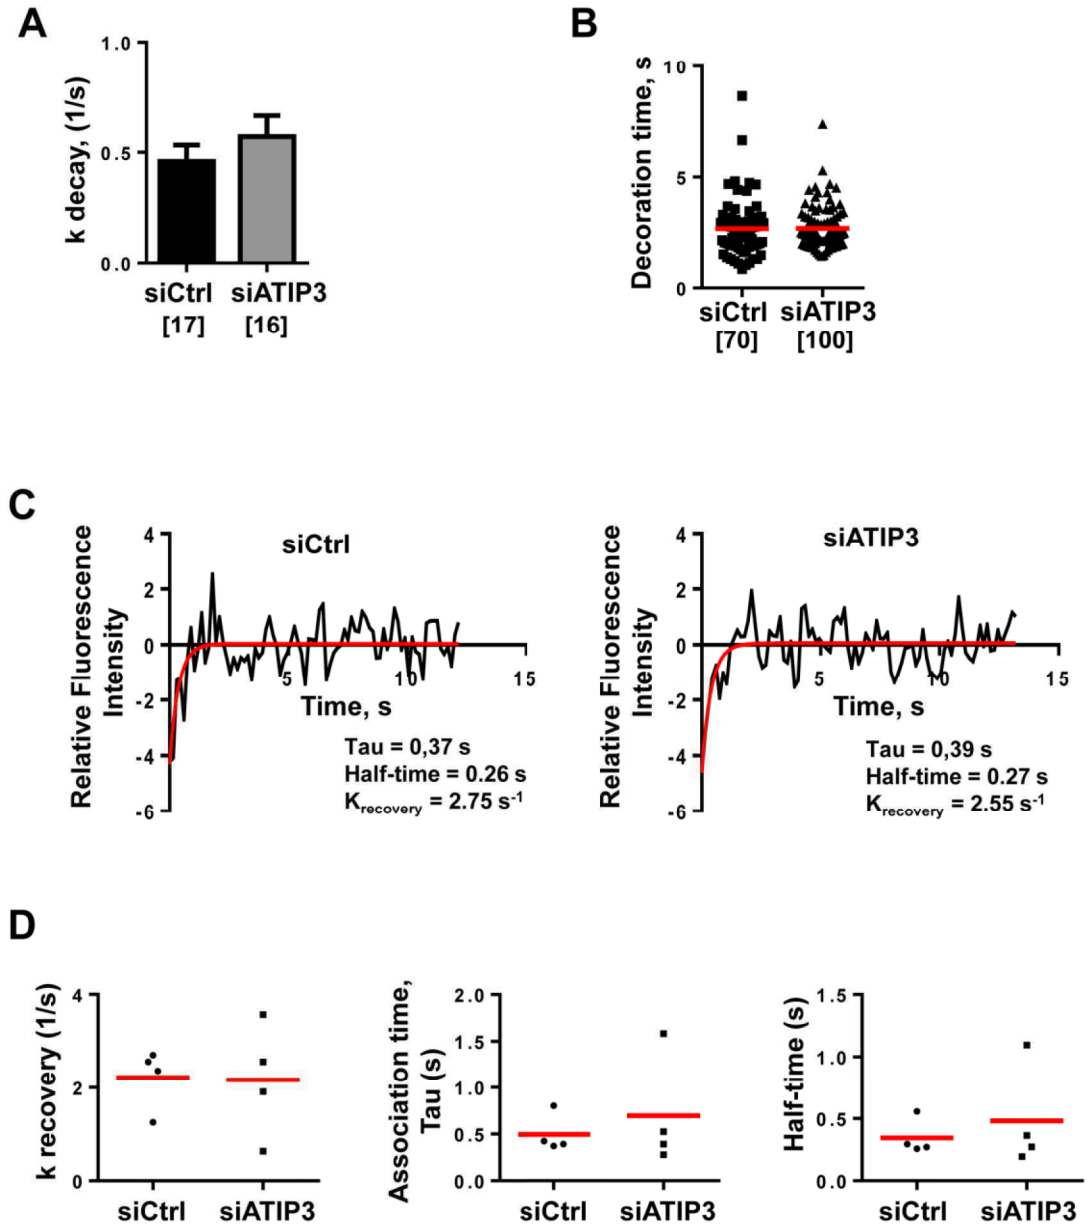 A
k decay, (1/s)
1.0
0.5
0.0
siCtrl
siATIP3
[17]
[16]
B
Decoration time, s
10
5
0
siCtrl
siATIP3
[70]
[100]
C
Relative Fluorescence
Intensity
4
2
0
-2
-4
-6
siCtrl
5
10
15
Time, s
Tau = 0,37 s
Half-time = 0.26 s
Krecovery = 2.75 s-1
Relative Fluorescence
Intensity
4
2
0
-2
-4
-6
siATIP3
5
10
15
Time, s
Tau = 0,39 s
Half-time = 0.27 s
Krecovery = 2.55 s-1
D
k recovery (1/s)
4
2
0
siCtrl
siATIP3
Association time,
Tau (s)
2.0
1.5
1.0
0.5
0.0
siCtrl
siATIP3
Half-time (s)
1.5
1.0
0.5
0.0
siCtrl
siATIP3